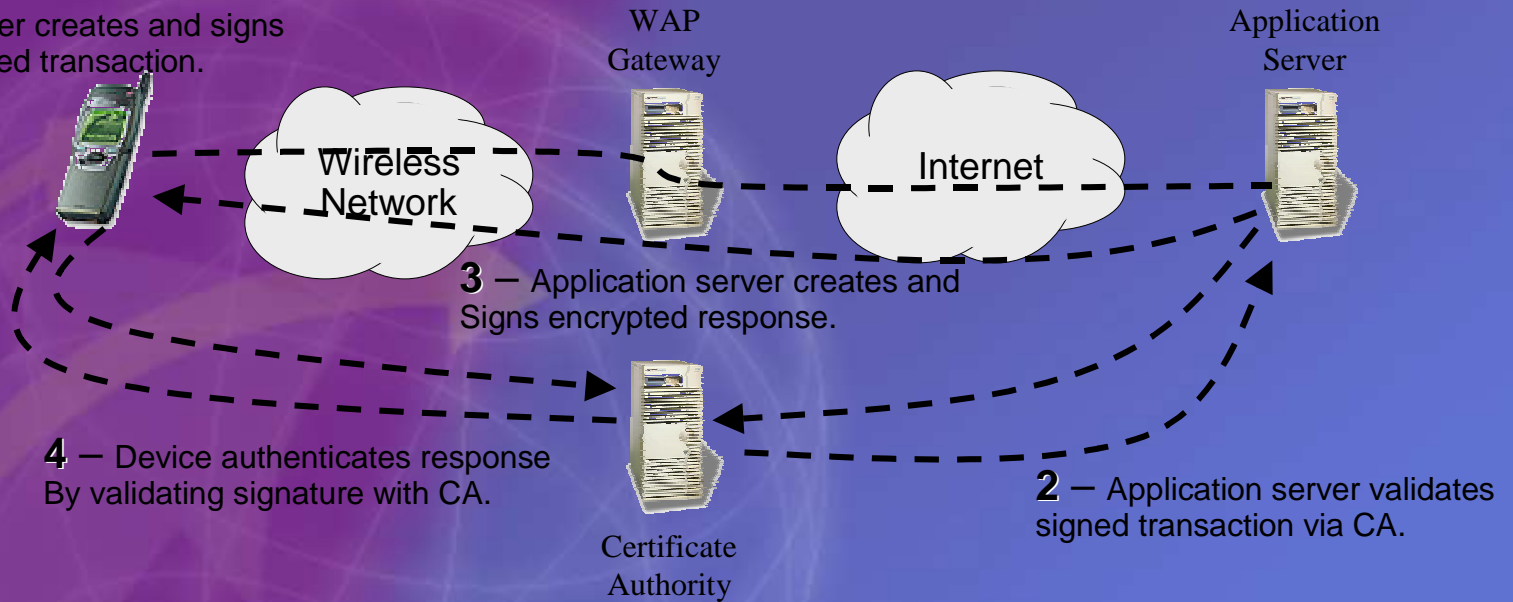 er creates and signs
ed transaction.
WAP
Gateway
Application
Server
Wireless
Network
Internet
3 – Application server creates and
Signs encrypted response.
4 – Device authenticates response
By validating signature with CA.
2 – Application server validates
signed transaction via CA.
Certificate
Authority